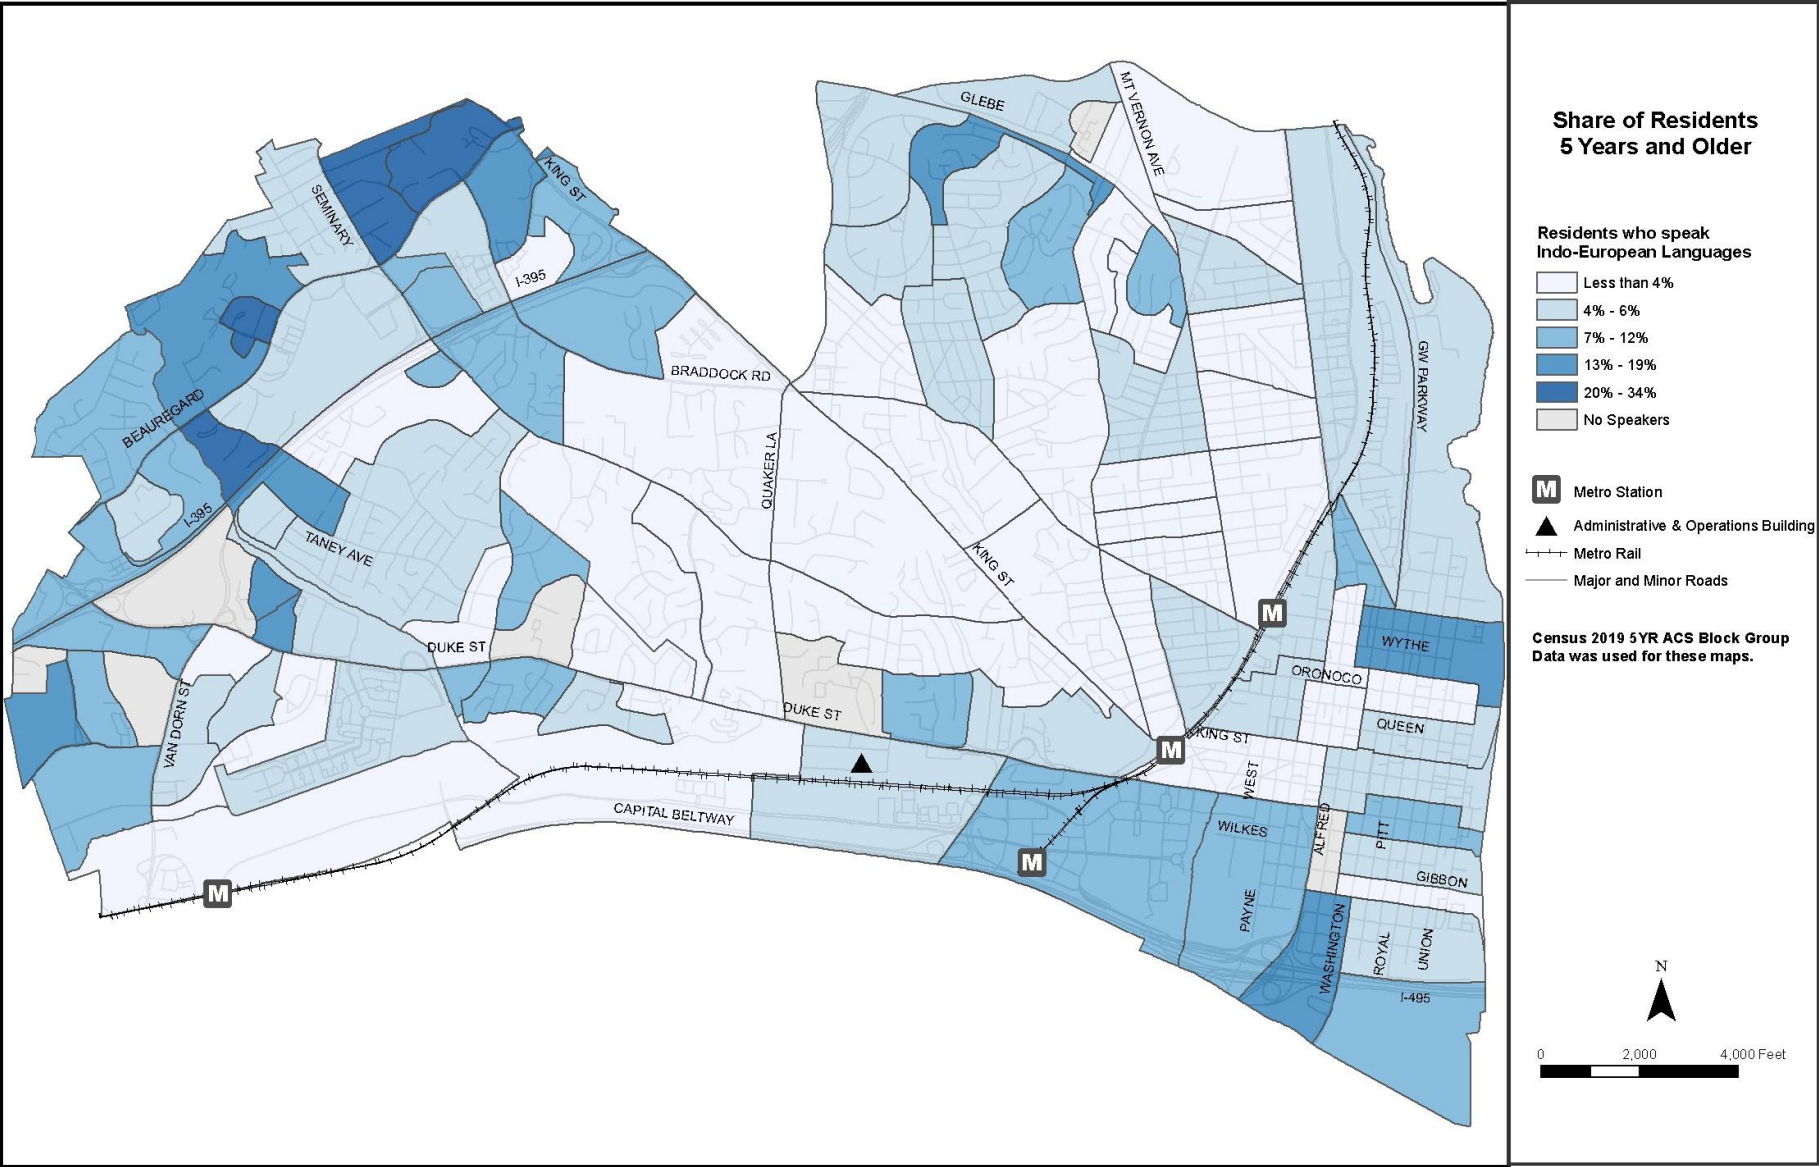 GLEBE
MT VERNON AVE
KING ST
SEMINARY
I-395
GW PARKWAY
BRADDOCK RD
BEAUREGARD
QUAKER LA
I-395
TANEY AVE
KING ST
DUKE ST
WYTHE
ORONOCO
VAN DORN ST
DUKE ST
QUEEN
KING ST
M
M
M
M
WEST
CAPITAL BELTWAY
WILKES
ALFRED
PITT
GIBBON
PAYNE
WASHINGTON
ROYAL
UNION
I-495
Share of Residents
5 Years and Older
Residents who speak
Indo-European Languages
Less than 4%
4% - 6%
7% - 12%
13% - 19%
20% - 34%
No Speakers
M Metro Station
Administrative & Operations Building
Metro Rail
Major and Minor Roads
Census 2019 5YR ACS Block Group
Data was used for these maps.
N
0 2,000 4,000 Feet